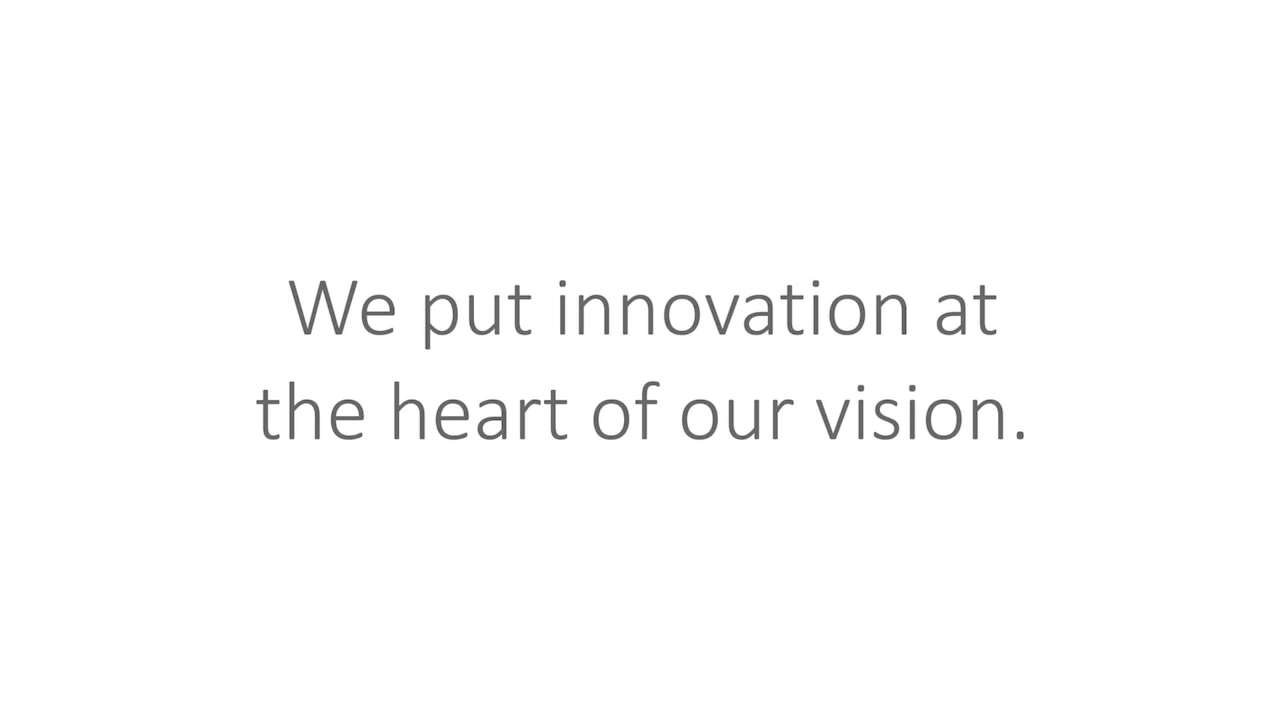 We put innovation at
the heart of our vision.